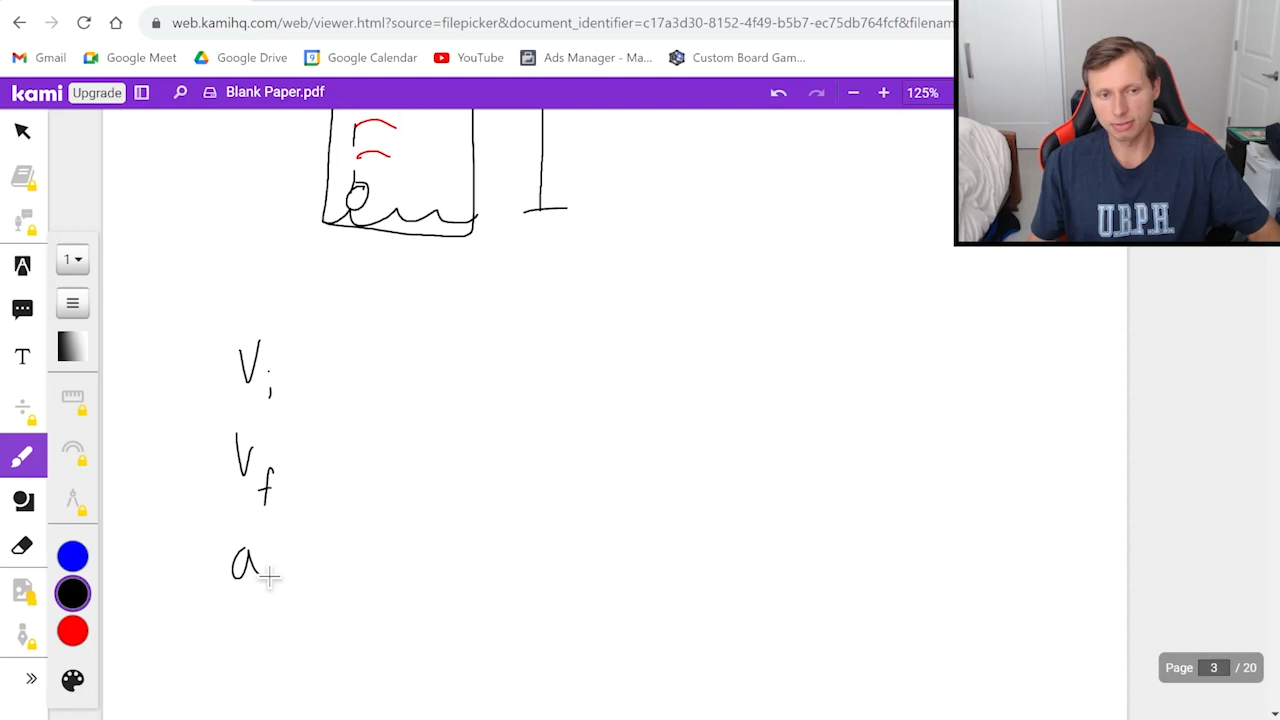 web.kamihq.com/web/viewer.html?source=filepicker&document_identifier=c17a3d30-8152-4f49-b5b7-ec75db764fcf&filenam
Gmail Google Meet Google Drive 9 Google Calendar YouTube Ads Manager - Ma... Custom Board Gam...
kami Upgrade Blank Paper.pdf 125%
U.B.P.H.
1
T
Vi
Vf
a
Page 3 / 20